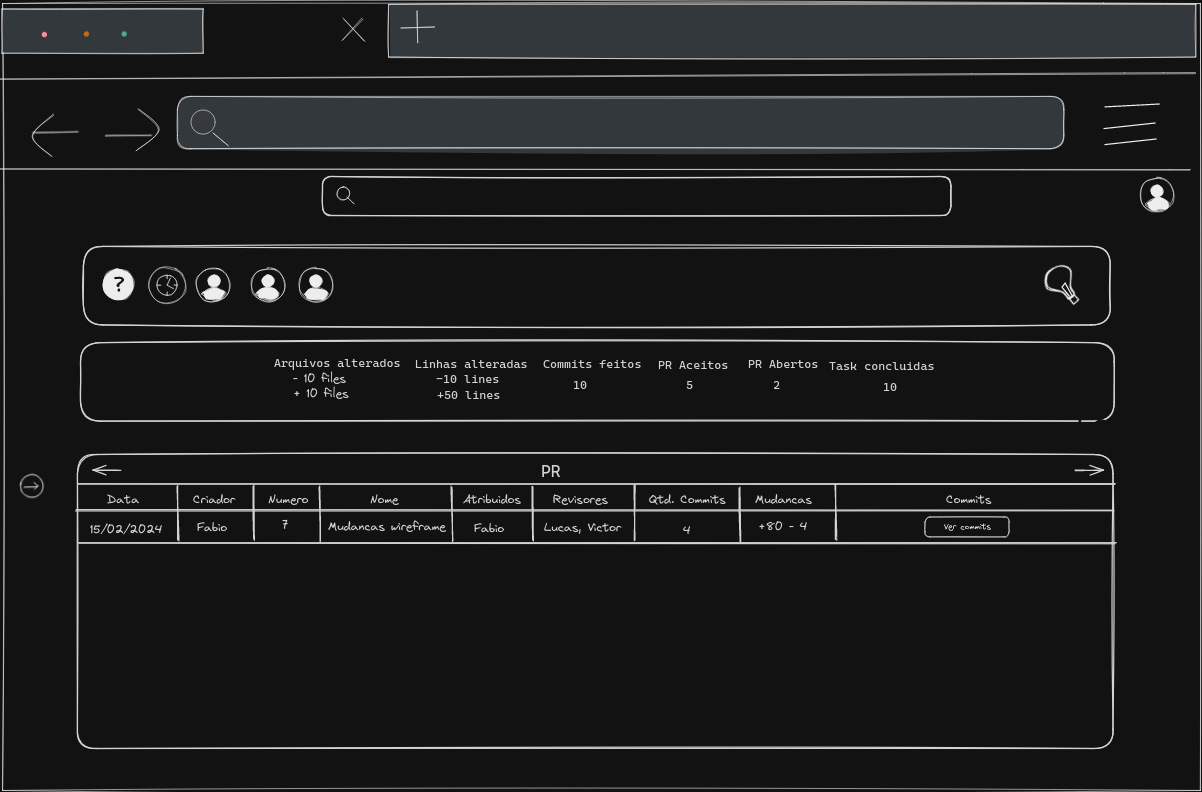 ?
Arquivos alterados Linhas alteradas Commits feitos PR Aceitos PR Abertos Task concluidas
- 10 files −10 lines 10 5 2 10
+ 10 files +50 lines
PR
Data Criador Numero Nome Atribuidos Revisores Qtd. Commits Mudancas Commits
15/02/2024 Fabio 7 Mudancas wireframe Fabio Lucas, Victor 4 +80 - 4 Ver commits